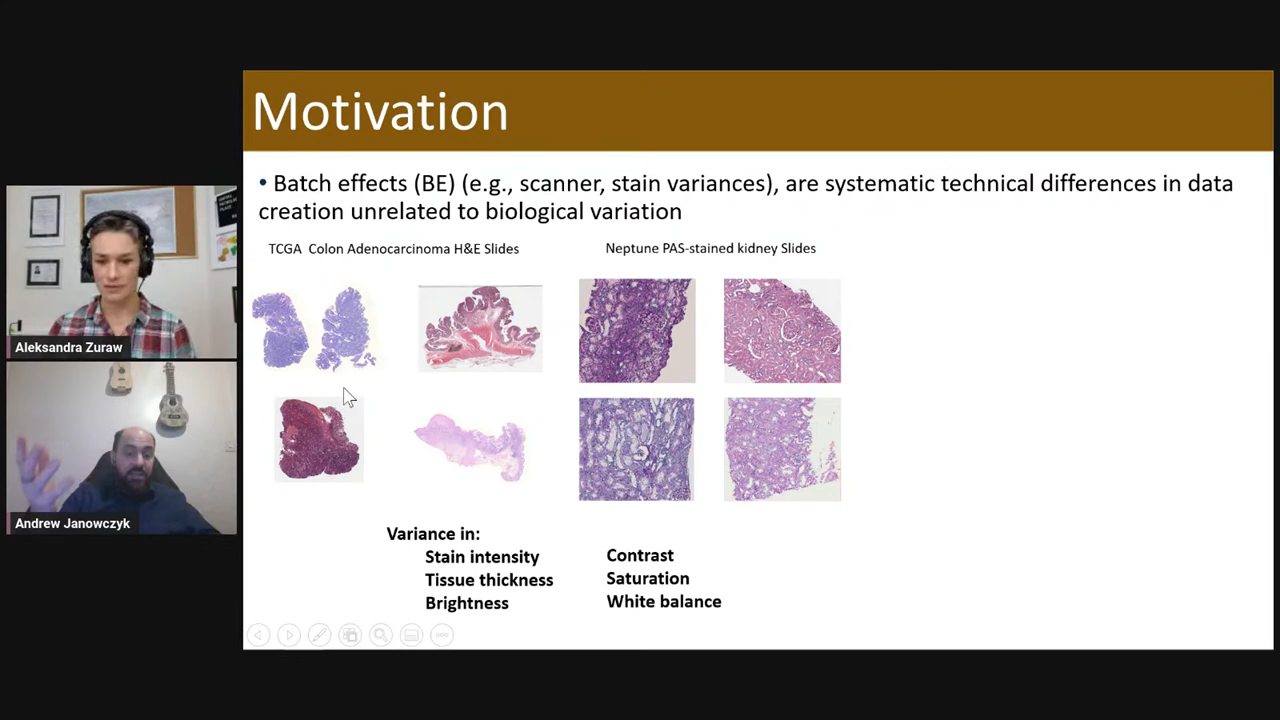 Motivation
• Batch effects (BE) (e.g., scanner, stain variances), are systematic technical differences in data
creation unrelated to biological variation
TCGA Colon Adenocarcinoma H&E Slides
Neptune PAS-stained kidney Slides
Aleksandra Zuraw
Andrew Janowczyk
Variance in:
Stain intensity
Tissue thickness
Brightness
Contrast
Saturation
White balance